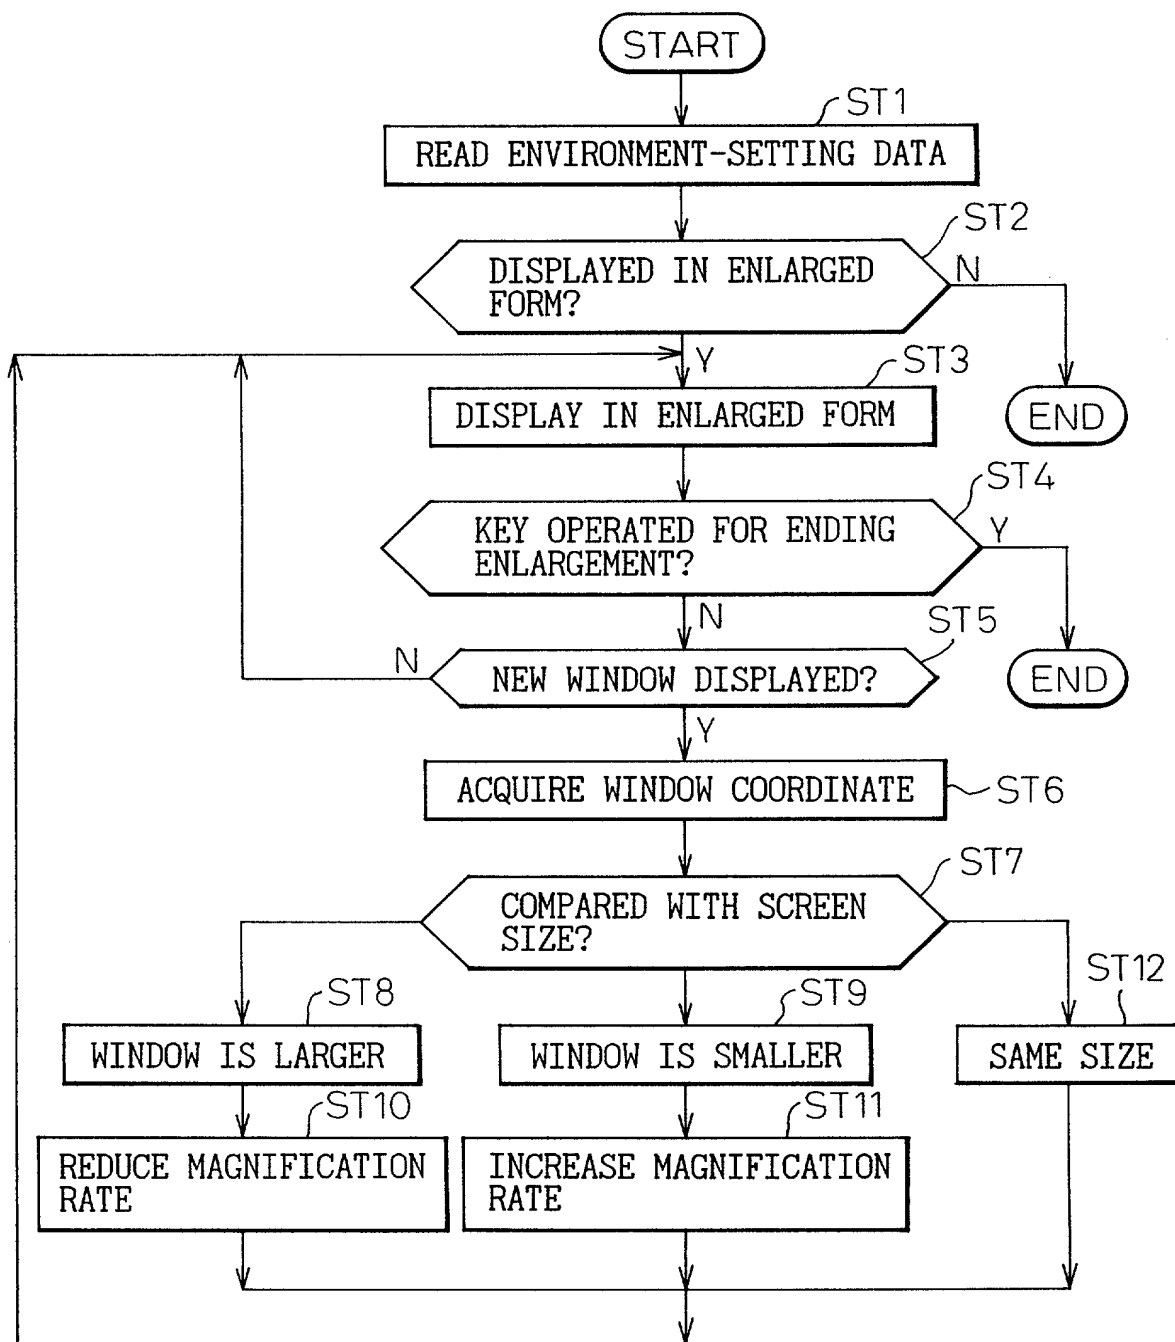 START
ST1
READ ENVIRONMENT-SETTING DATA
ST2
DISPLAYED IN ENLARGED
FORM?
N
Y
ST3
DISPLAY IN ENLARGED FORM
END
ST4
KEY OPERATED FOR ENDING
ENLARGEMENT?
Y
N
ST5
N
NEW WINDOW DISPLAYED?
END
Y
ACQUIRE WINDOW COORDINATE
ST6
ST7
COMPARED WITH SCREEN
SIZE?
ST8
ST9
ST12
WINDOW IS LARGER
WINDOW IS SMALLER
SAME SIZE
ST10
ST11
REDUCE MAGNIFICATION
RATE
INCREASE MAGNIFICATION
RATE